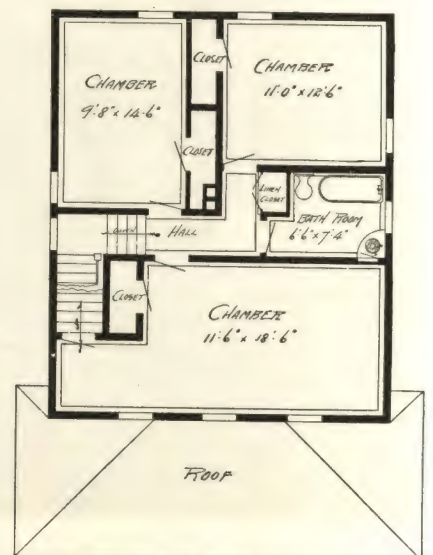 CHAMBER
9'-8" x 14'-6"
CLOSET
CHAMBER
11'-0" x 12'-6"
CLOSET
LINEN
CLOSET
BATH ROOM
6'-6" x 7'-4"
DOWN
HALL
CLOSET
CHAMBER
11'-6" x 18'-6"
ROOF